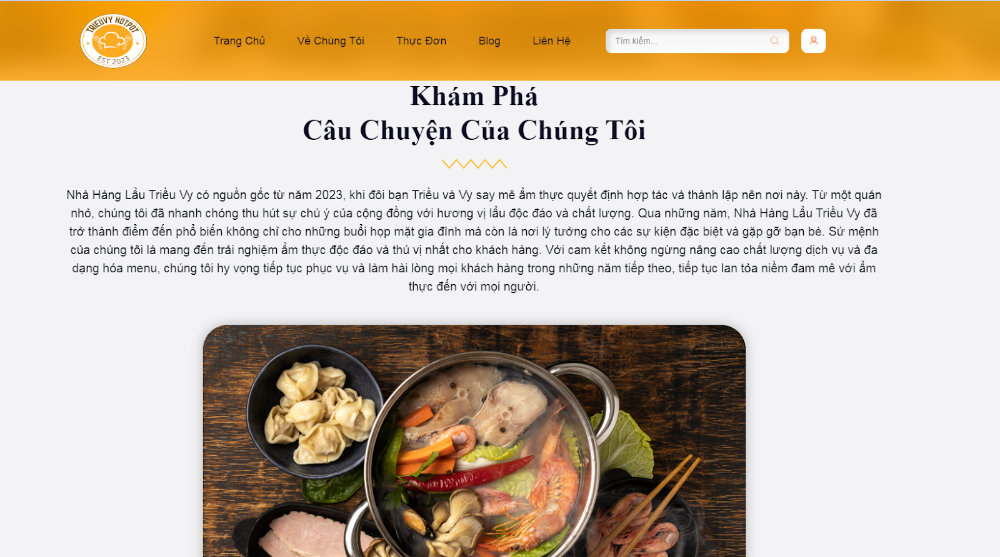 TRIEUVY HOTPOT
EST 2023
Trang Chủ
Về Chúng Tôi
Thực Đơn
Blog
Liên Hệ
Tìm kiếm...
Khám Phá
Câu Chuyện Của Chúng Tôi
Nhà Hàng Lẩu Triều Vy có nguồn gốc từ năm 2023, khi đôi bạn Triều và Vy say mê ẩm thực quyết định hợp tác và thành lập nên nơi này. Từ một quán
nhỏ, chúng tôi đã nhanh chóng thu hút sự chú ý của cộng đồng với hương vị lẩu độc đáo và chất lượng. Qua những năm, Nhà Hàng Lẩu Triều Vy đã
trở thành điểm đến phổ biến không chỉ cho những buổi họp mặt gia đình mà còn là nơi lý tưởng cho các sự kiện đặc biệt và gặp gỡ bạn bè. Sứ mệnh
của chúng tôi là mang đến trải nghiệm ẩm thực độc đáo và thú vị nhất cho khách hàng. Với cam kết không ngừng nâng cao chất lượng dịch vụ và đa
dạng hóa menu, chúng tôi hy vọng tiếp tục phục vụ và làm hài lòng mọi khách hàng trong những năm tiếp theo, tiếp tục lan tỏa niềm đam mê với ẩm
thực đến với mọi người.